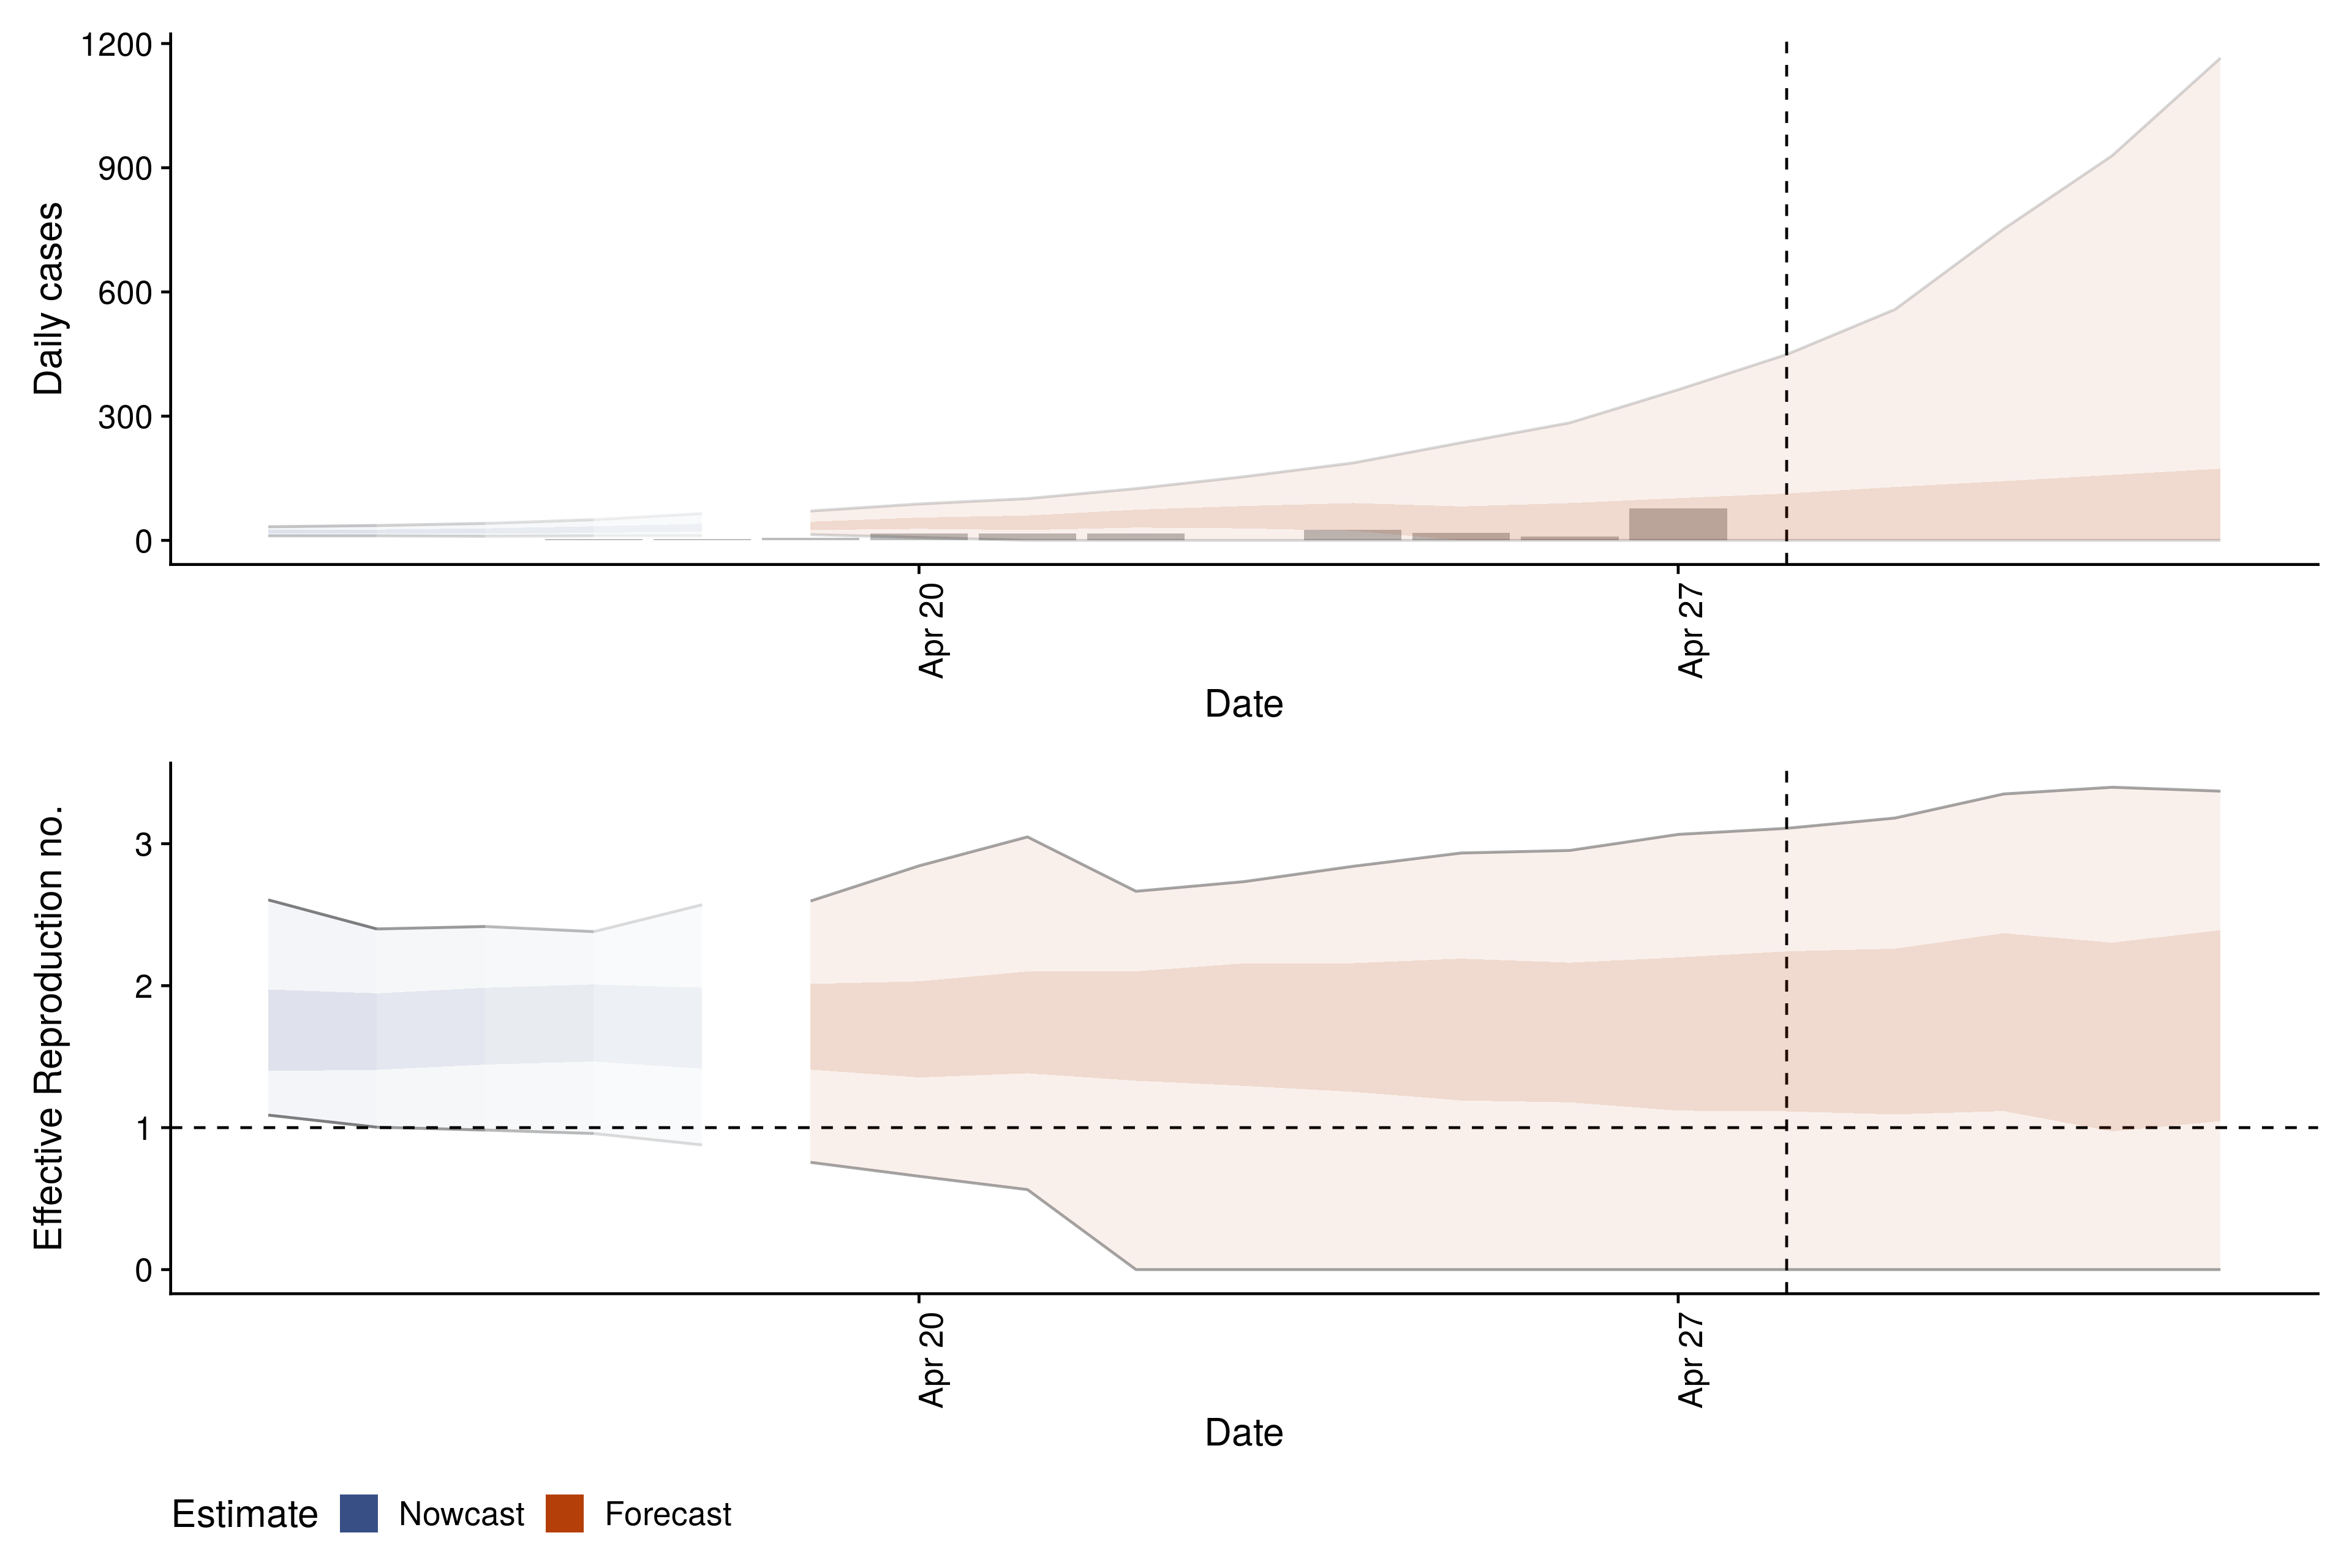 1200
900
600
300
0
Daily cases
Apr 20
Apr 27
Date
3
2
1
0
Effective Reproduction no.
Apr 20
Apr 27
Date
Estimate Nowcast Forecast